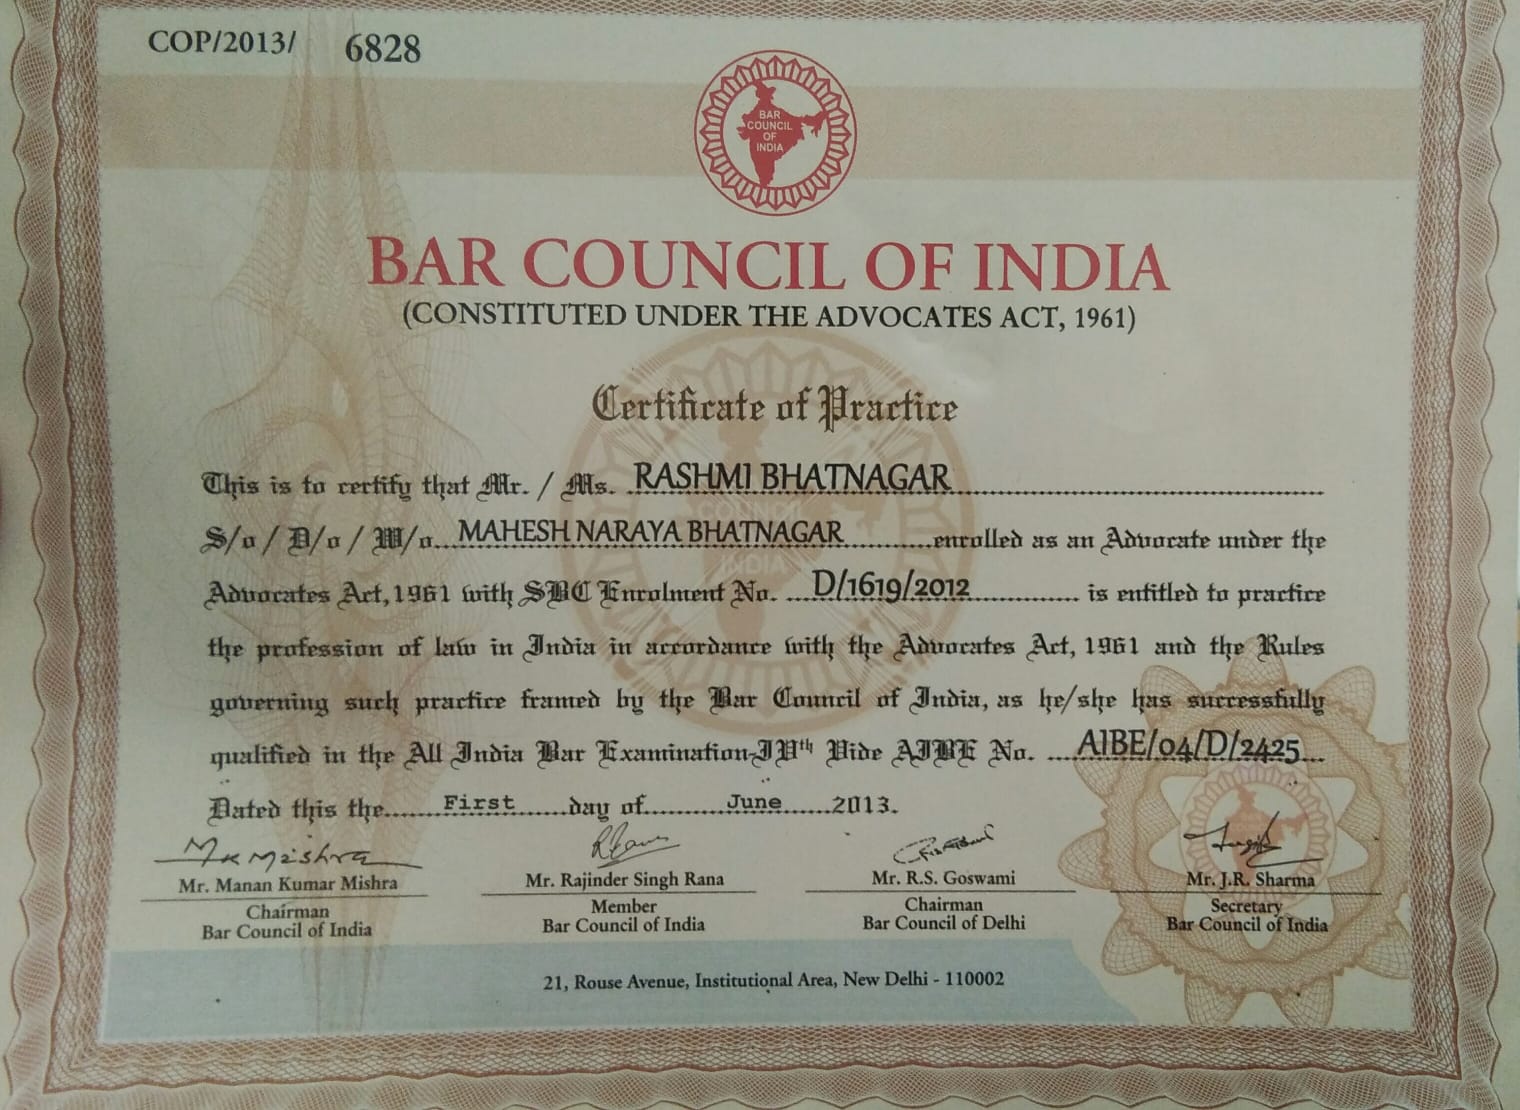 COP/2013/ 6828
BAR
COUNCIL
OF
INDIA
BAR COUNCIL OF INDIA
(CONSTITUTED UNDER THE ADVOCATES ACT, 1961)
Certificate of Practice
This is to certify that Mr. / Ms. RASHMI BHATNAGAR
S/o / D/o / W/o MAHESH NARAYA BHATNAGAR enrolled as an Advocate under the
Advocates Act, 1961 with SBC Enrolment No. D/1619/2012 is entitled to practice
the profession of law in India in accordance with the Advocates Act, 1961 and the Rules
governing such practice framed by the Bar Council of India, as he/she has successfully
qualified in the All India Bar Examination-IVth Vide AIBE No. AIBE/04/D/2425
Dated this the First day of June 2013.
M K Mishra
Mr. Manan Kumar Mishra Mr. Rajinder Singh Rana Mr. R.S. Goswami Mr. J.R. Sharma
Chairman Member Chairman Secretary
Bar Council of India Bar Council of India Bar Council of Delhi Bar Council of India
21, Rouse Avenue, Institutional Area, New Delhi - 110002